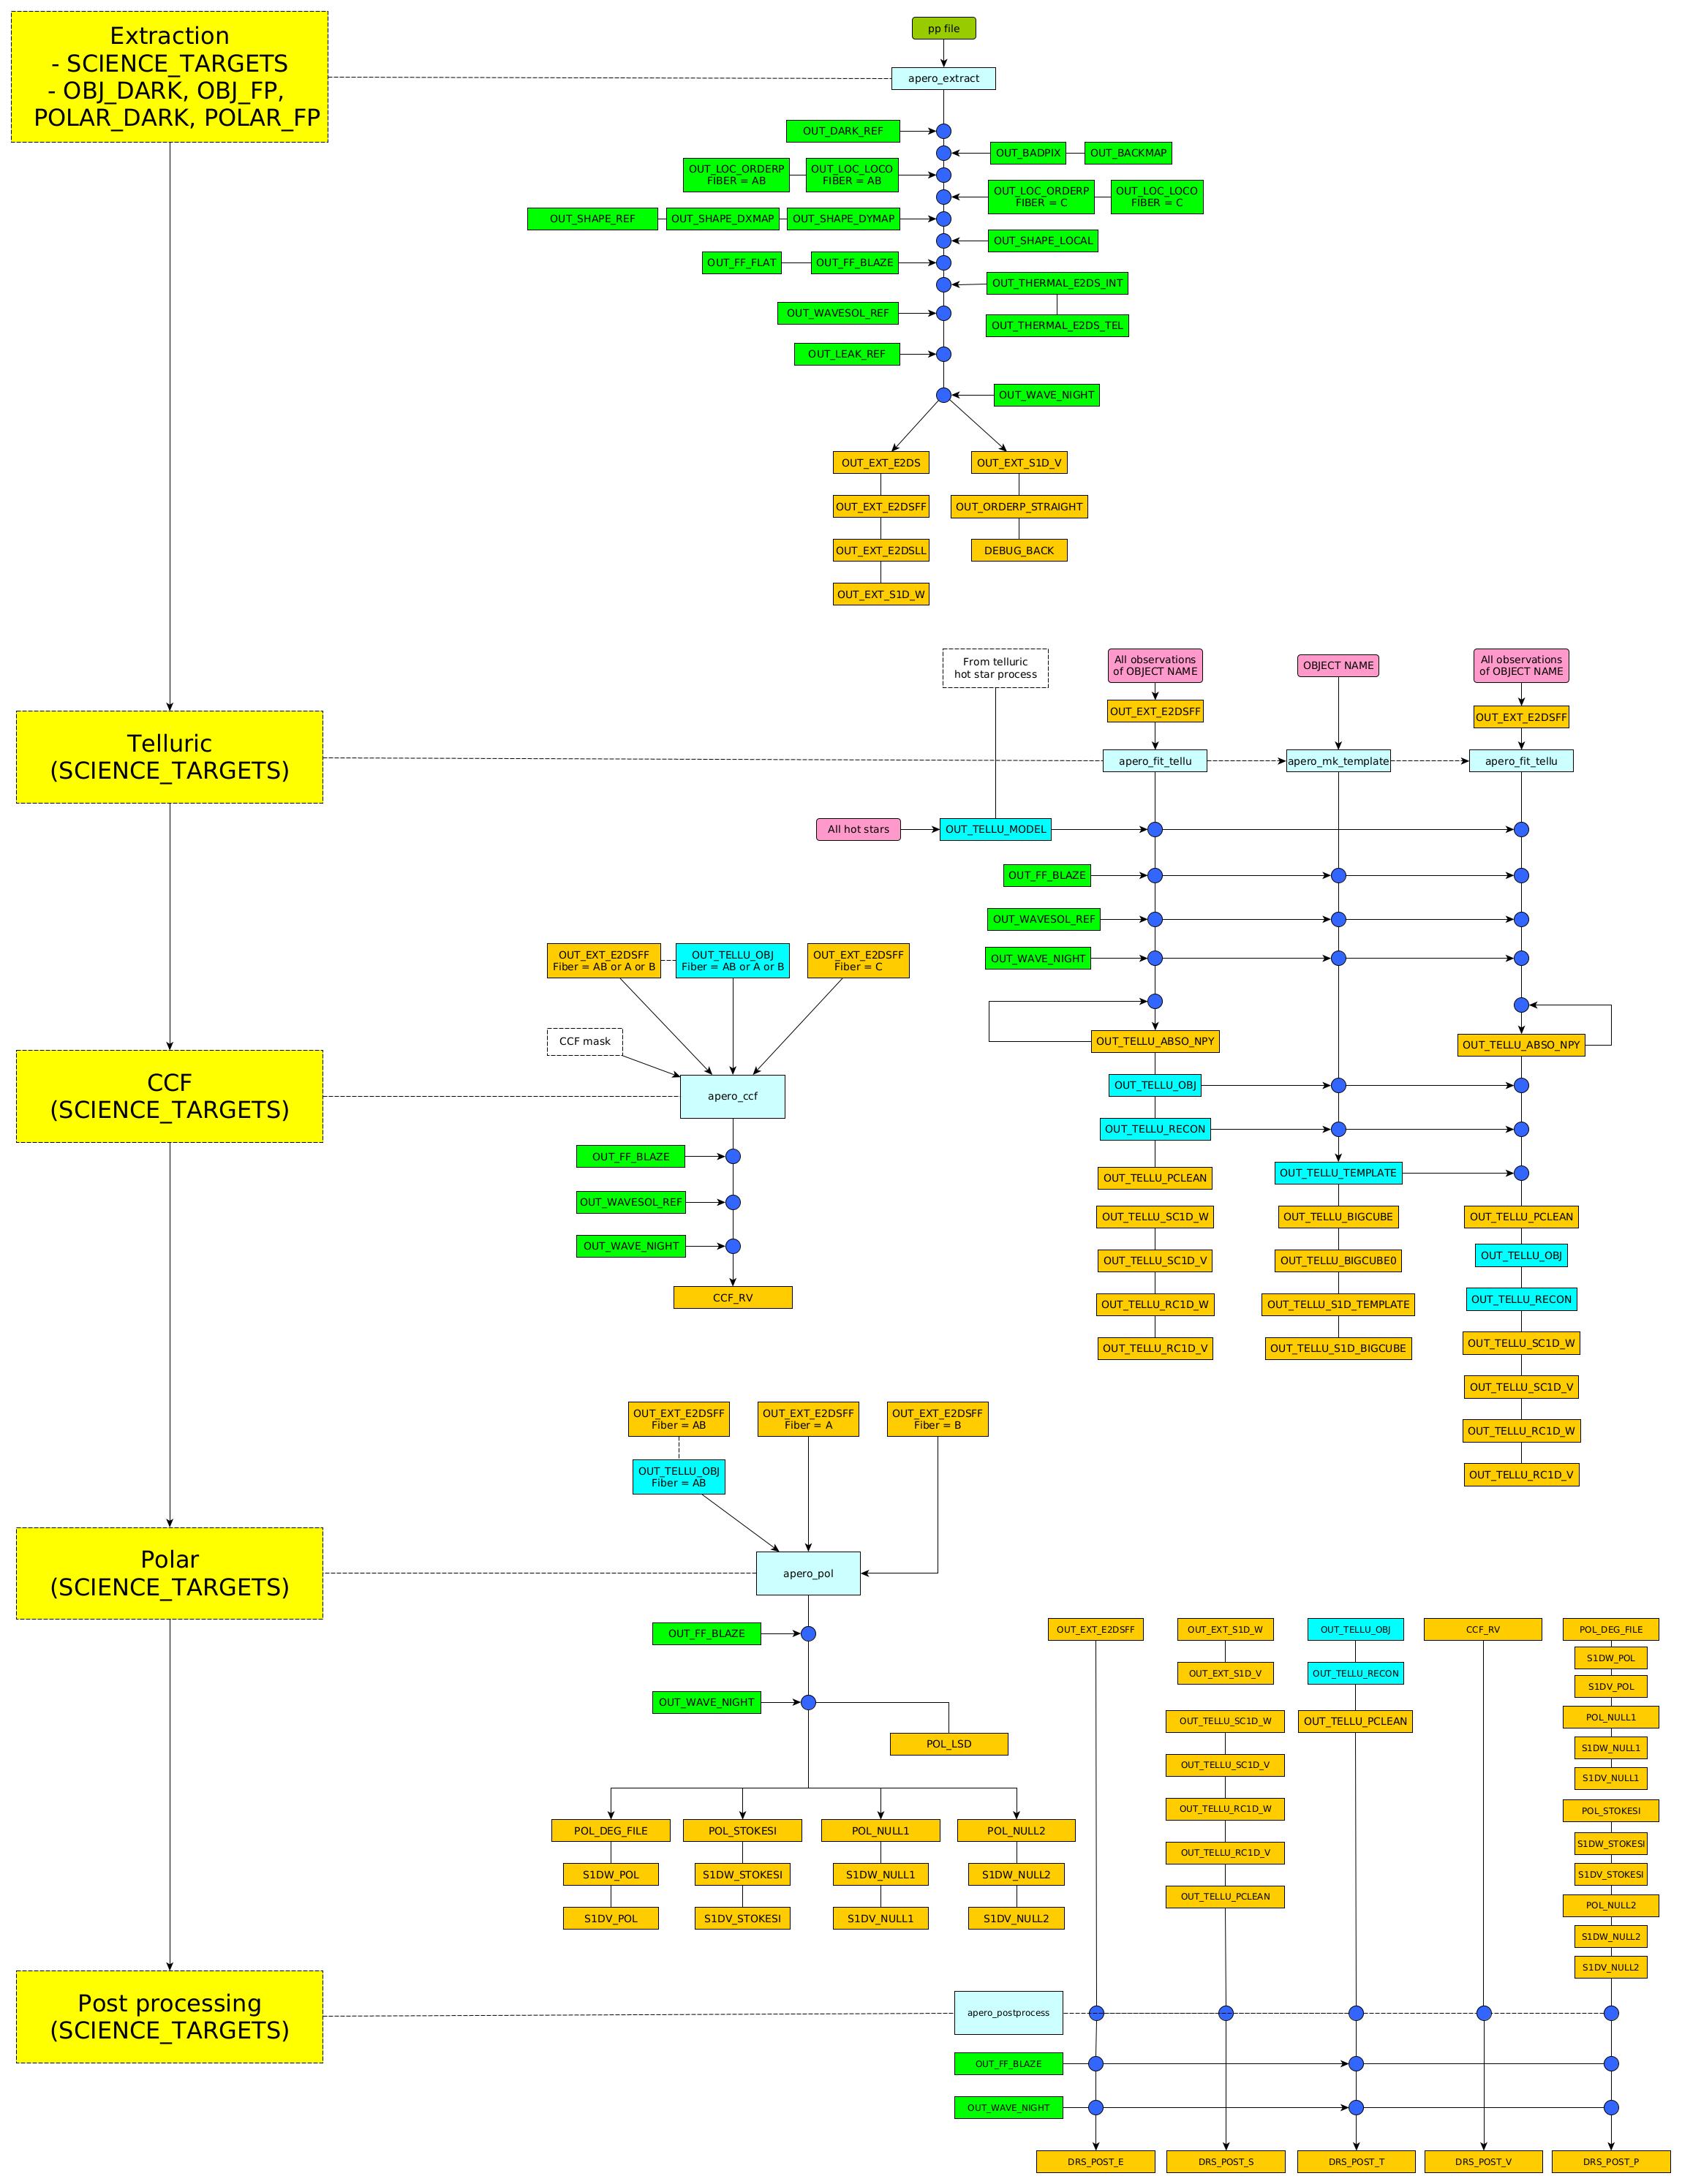 Extraction
- SCIENCE_TARGETS
- OBJ_DARK, OBJ_FP,
POLAR_DARK, POLAR_FP
pp file
apero_extract
OUT_DARK_REF
OUT_BADPIX
OUT_BACKMAP
OUT_LOC_ORDERP
FIBER = AB
OUT_LOC_LOCO
FIBER = AB
OUT_LOC_ORDERP
FIBER = C
OUT_LOC_LOCO
FIBER = C
OUT_SHAPE_REF
OUT_SHAPE_DXMAP
OUT_SHAPE_DYMAP
OUT_SHAPE_LOCAL
OUT_FF_FLAT
OUT_FF_BLAZE
OUT_THERMAL_E2DS_INT
OUT_WAVESOL_REF
OUT_THERMAL_E2DS_TEL
OUT_LEAK_REF
OUT_WAVE_NIGHT
OUT_EXT_E2DS
OUT_EXT_S1D_V
OUT_EXT_E2DSFF
OUT_ORDERP_STRAIGHT
OUT_EXT_E2DSLL
DEBUG_BACK
OUT_EXT_S1D_W
From telluric
hot star process
All observations
of OBJECT NAME
OBJECT NAME
All observations
of OBJECT NAME
OUT_EXT_E2DSFF
OUT_EXT_E2DSFF
Telluric
(SCIENCE_TARGETS)
apero_fit_tellu
apero_mk_template
apero_fit_tellu
All hot stars
OUT_TELLU_MODEL
OUT_FF_BLAZE
OUT_WAVESOL_REF
OUT_WAVE_NIGHT
OUT_TELLU_ABSO_NPY
OUT_TELLU_ABSO_NPY
OUT_TELLU_OBJ
OUT_TELLU_RECON
OUT_TELLU_PCLEAN
OUT_TELLU_SC1D_W
OUT_TELLU_SC1D_V
OUT_TELLU_RC1D_W
OUT_TELLU_RC1D_V
OUT_TELLU_TEMPLATE
OUT_TELLU_BIGCUBE
OUT_TELLU_BIGCUBE0
OUT_TELLU_S1D_TEMPLATE
OUT_TELLU_S1D_BIGCUBE
OUT_TELLU_PCLEAN
OUT_TELLU_OBJ
OUT_TELLU_RECON
OUT_TELLU_SC1D_W
OUT_TELLU_SC1D_V
OUT_TELLU_RC1D_W
OUT_TELLU_RC1D_V
OUT_EXT_E2DSFF
Fiber = AB or A or B
OUT_TELLU_OBJ
Fiber = AB or A or B
OUT_EXT_E2DSFF
Fiber = C
CCF mask
CCF
(SCIENCE_TARGETS)
apero_ccf
OUT_FF_BLAZE
OUT_WAVESOL_REF
OUT_WAVE_NIGHT
CCF_RV
OUT_EXT_E2DSFF
Fiber = AB
OUT_EXT_E2DSFF
Fiber = A
OUT_EXT_E2DSFF
Fiber = B
OUT_TELLU_OBJ
Fiber = AB
Polar
(SCIENCE_TARGETS)
apero_pol
OUT_FF_BLAZE
OUT_WAVE_NIGHT
POL_LSD
POL_DEG_FILE
POL_STOKESI
POL_NULL1
POL_NULL2
S1DW_POL
S1DW_STOKESI
S1DW_NULL1
S1DW_NULL2
S1DV_POL
S1DV_STOKESI
S1DV_NULL1
S1DV_NULL2
OUT_EXT_E2DSFF
OUT_EXT_S1D_W
OUT_EXT_S1D_V
OUT_TELLU_SC1D_W
OUT_TELLU_SC1D_V
OUT_TELLU_RC1D_W
OUT_TELLU_RC1D_V
OUT_TELLU_PCLEAN
OUT_TELLU_OBJ
OUT_TELLU_RECON
OUT_TELLU_PCLEAN
CCF_RV
POL_DEG_FILE
S1DW_POL
S1DV_POL
POL_NULL1
S1DW_NULL1
S1DV_NULL1
POL_STOKESI
S1DW_STOKESI
S1DV_STOKESI
POL_NULL2
S1DW_NULL2
S1DV_NULL2
Post processing
(SCIENCE_TARGETS)
apero_postprocess
OUT_FF_BLAZE
OUT_WAVE_NIGHT
DRS_POST_E
DRS_POST_S
DRS_POST_T
DRS_POST_V
DRS_POST_P